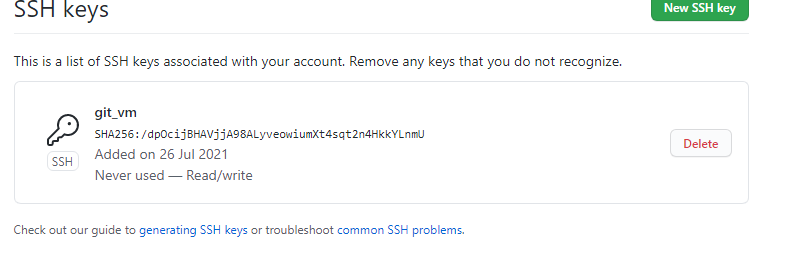 SSH keys
New SSH key
This is a list of SSH keys associated with your account. Remove any keys that you do not recognize.
git_vm
SHA256:/dpOcijBHAVjjA98ALyveowiumXt4sqt2n4HkkYLnmU
Added on 26 Jul 2021
SSH
Never used — Read/write
Delete
Check out our guide to generating SSH keys or troubleshoot common SSH problems.